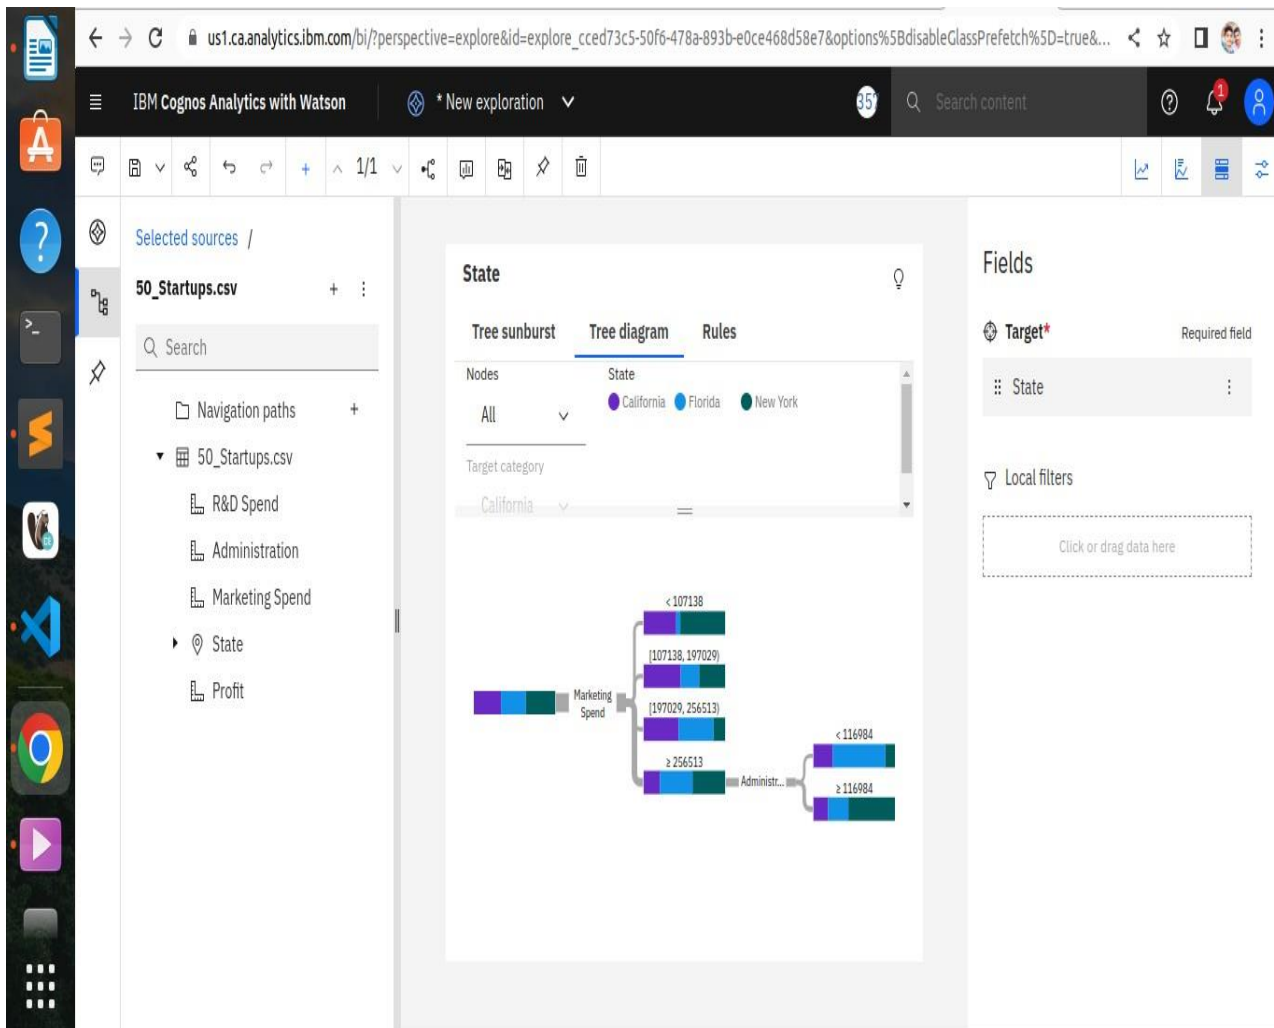 us1.ca.analytics.ibm.com/bi/?perspective=explore&id=explore_cced73c5-50f6-478a-893b-e0ce468d58e7&options%5BdisableGlassPrefetch%5D=true&...
IBM Cognos Analytics with Watson
* New exploration
35?
Search content
1
1/1
Selected sources /
50_Startups.csv
Search
Navigation paths
50_Startups.csv
R&D Spend
Administration
Marketing Spend
State
Profit
State
Tree sunburst Tree diagram Rules
Nodes
All
State
California Florida New York
Target category
California
< 107138
[107138, 197029)
Marketing
Spend
[197029, 256513)
≥ 256513
Administr...
< 116984
≥ 116984
Fields
Target* Required field
State
Local filters
Click or drag data here